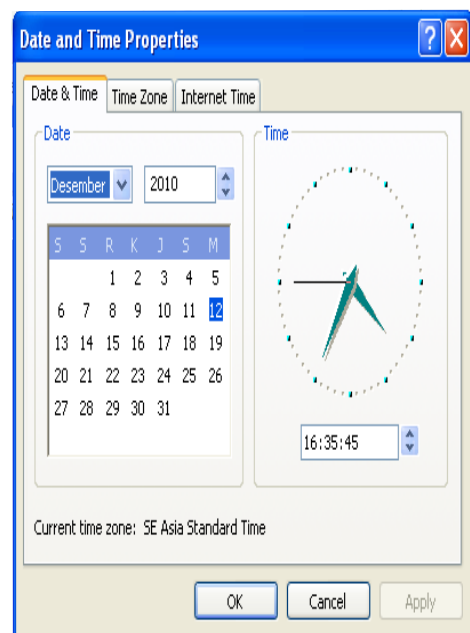 Date and Time Properties
Date & Time Time Zone Internet Time
Date
Desember 2010
S S R K J S M
1 2 3 4 5
6 7 8 9 10 11 12
13 14 15 16 17 18 19
20 21 22 23 24 25 26
27 28 29 30 31
Time
16:35:45
Current time zone: SE Asia Standard Time
OK Cancel Apply